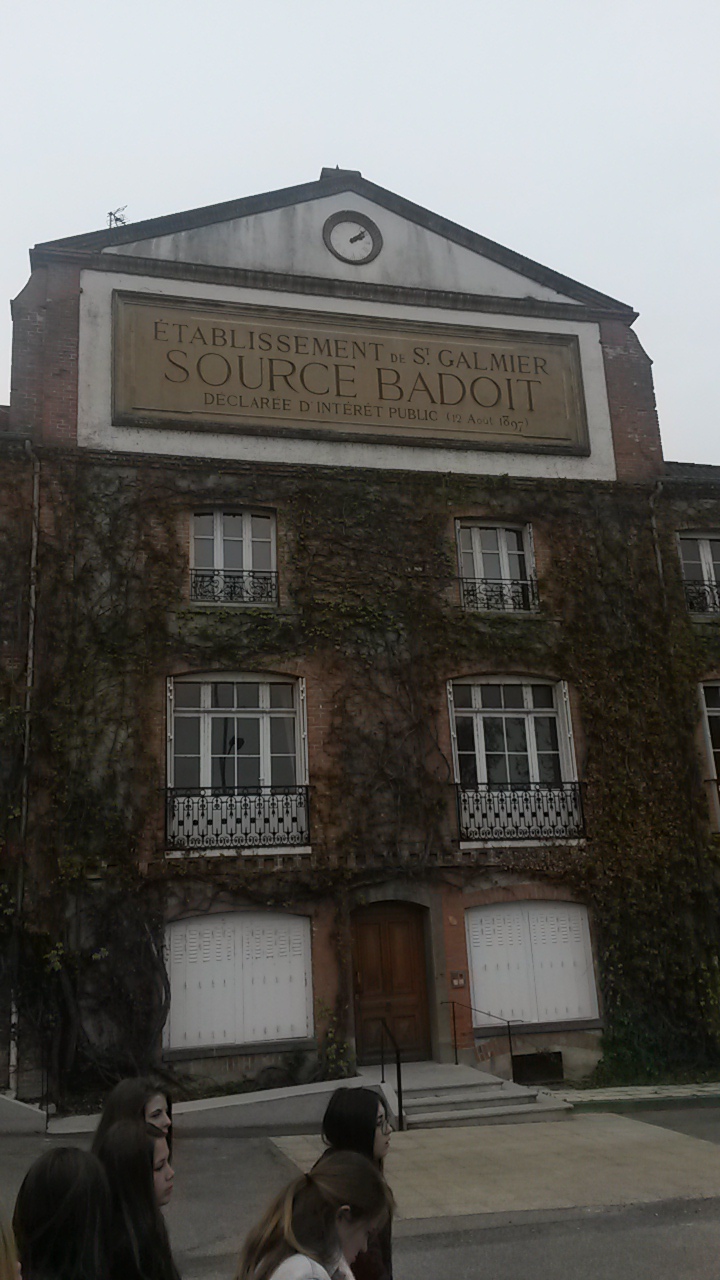 ÉTABLISSEMENT DE ST GALMIER
SOURCE BADOIT
DÉCLARÉE D'INTÉRÊT PUBLIC (12 Août 1897)